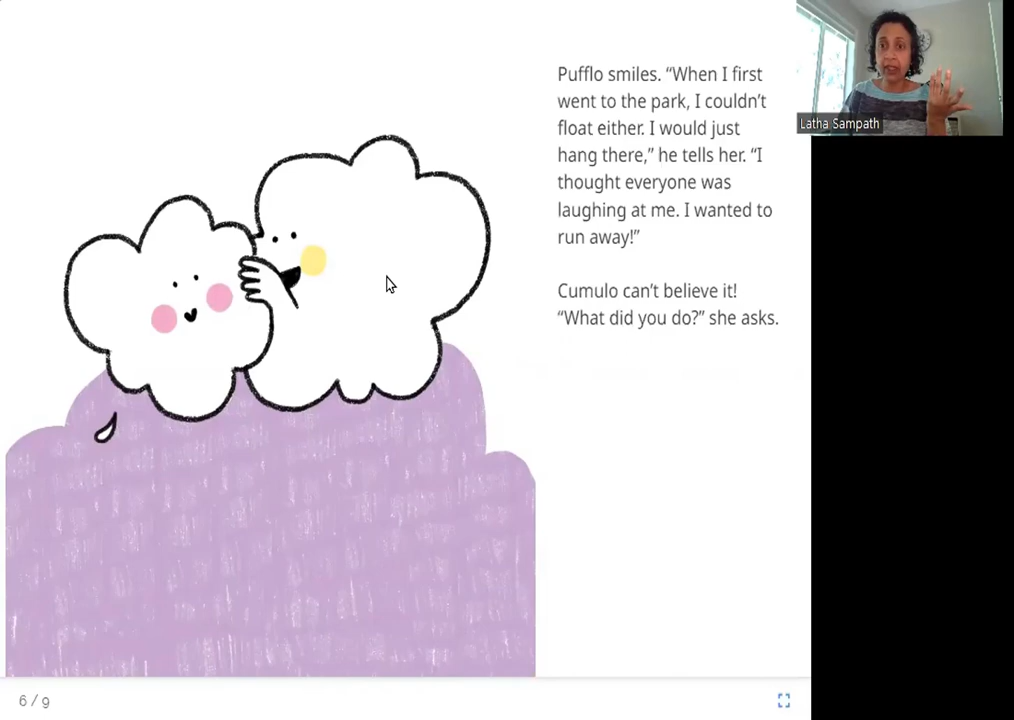 Pufflo smiles. “When I first
went to the park, I couldn’t
float either. I would just
hang there,” he tells her. “I
thought everyone was
laughing at me. I wanted to
run away!”
Cumulo can’t believe it!
“What did you do?” she asks.
Latha Sampath
6 / 9